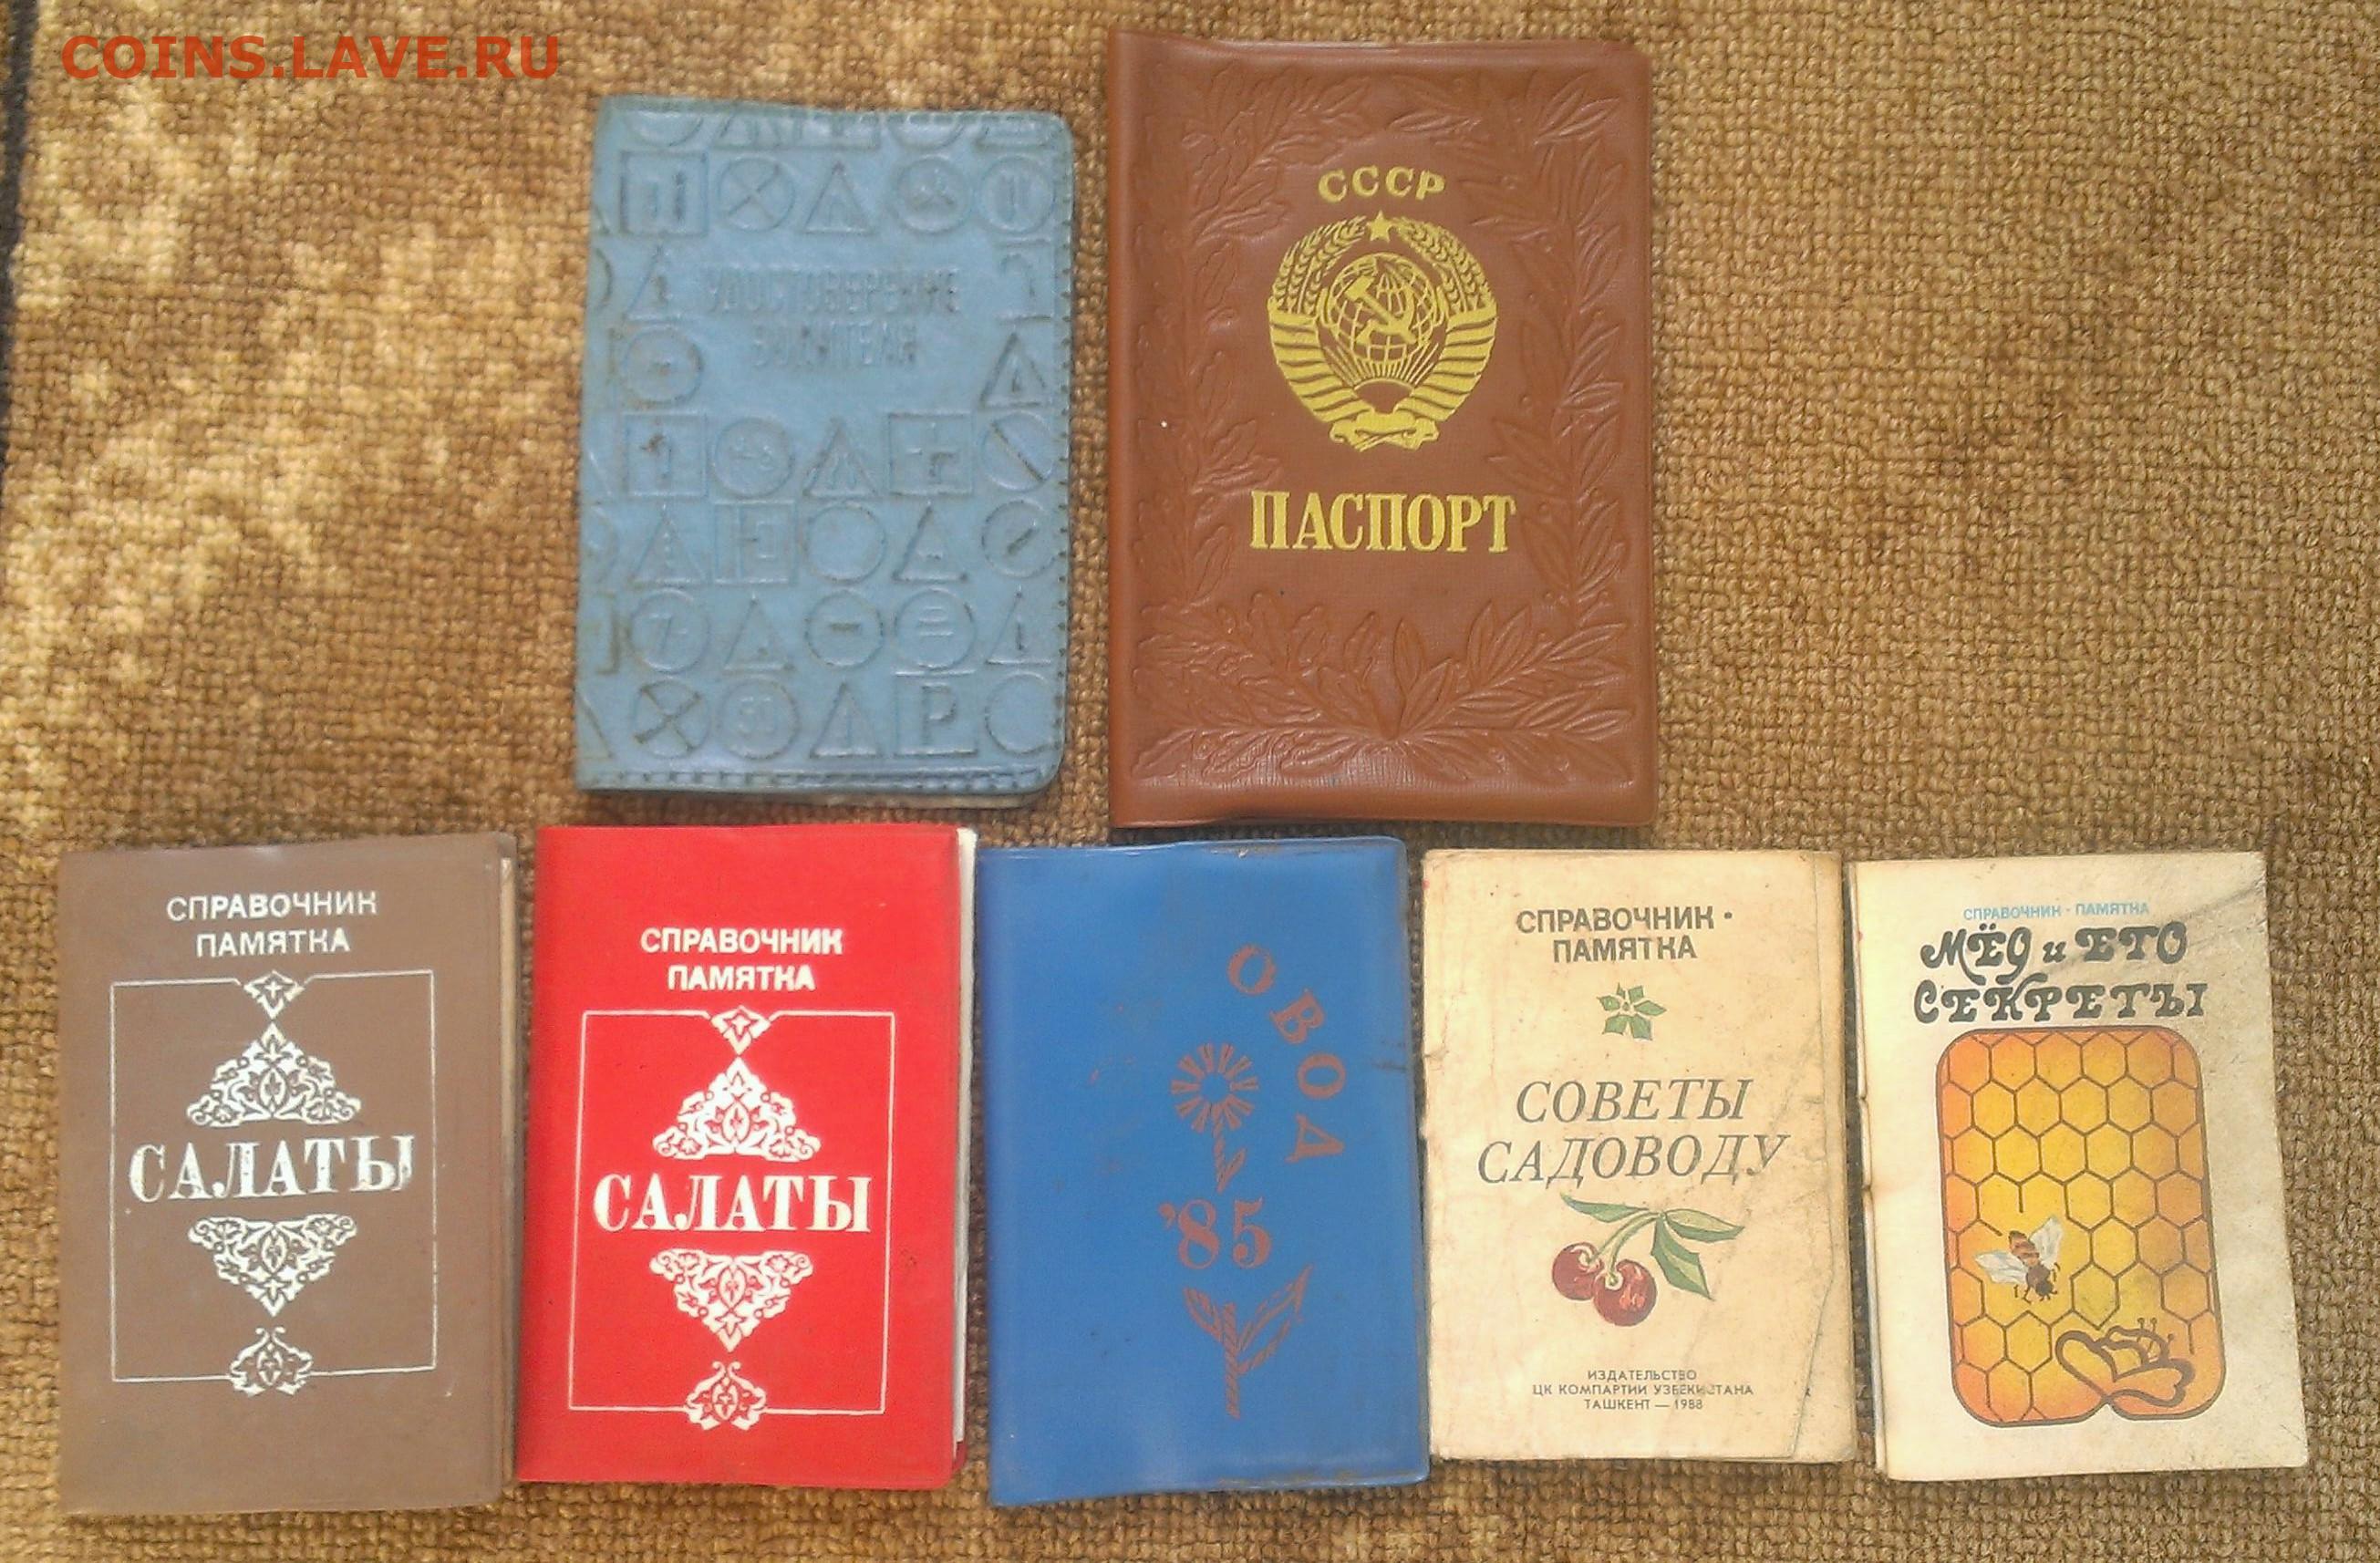 COINS.LAVE.RU
УДОСТОВЕРЕНИЕ
ВОДИТЕЛЯ
СССР
ПАСПОРТ
СПРАВОЧНИК
ПАМЯТКА
САЛАТЫ
СПРАВОЧНИК
ПАМЯТКА
САЛАТЫ
ОВОД
'85
СПРАВОЧНИК •
ПАМЯТКА
СОВЕТЫ
САДОВОДУ
ИЗДАТЕЛЬСТВО
ЦК КОМПАРТИИ УЗБЕКИСТАНА
ТАШКЕНТ — 1988
СПРАВОЧНИК • ПАМЯТКА
МЁД и ЕГО
СЕКРЕТЫ